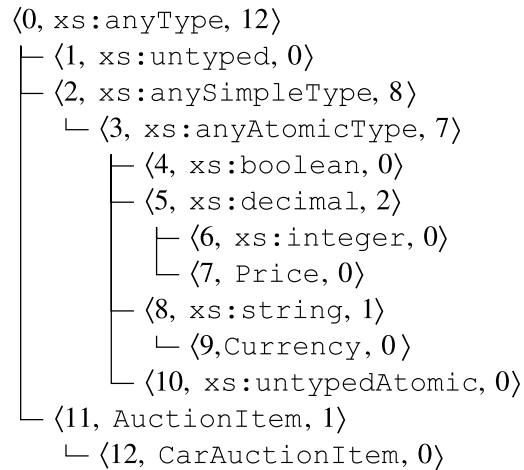 ⟨0, xs:anyType, 12⟩
⟨1, xs:untyped, 0⟩
⟨2, xs:anySimpleType, 8⟩
⟨3, xs:anyAtomicType, 7⟩
⟨4, xs:boolean, 0⟩
⟨5, xs:decimal, 2⟩
⟨6, xs:integer, 0⟩
⟨7, Price, 0⟩
⟨8, xs:string, 1⟩
⟨9,Currency, 0⟩
⟨10, xs:untypedAtomic, 0⟩
⟨11, AuctionItem, 1⟩
⟨12, CarAuctionItem, 0⟩